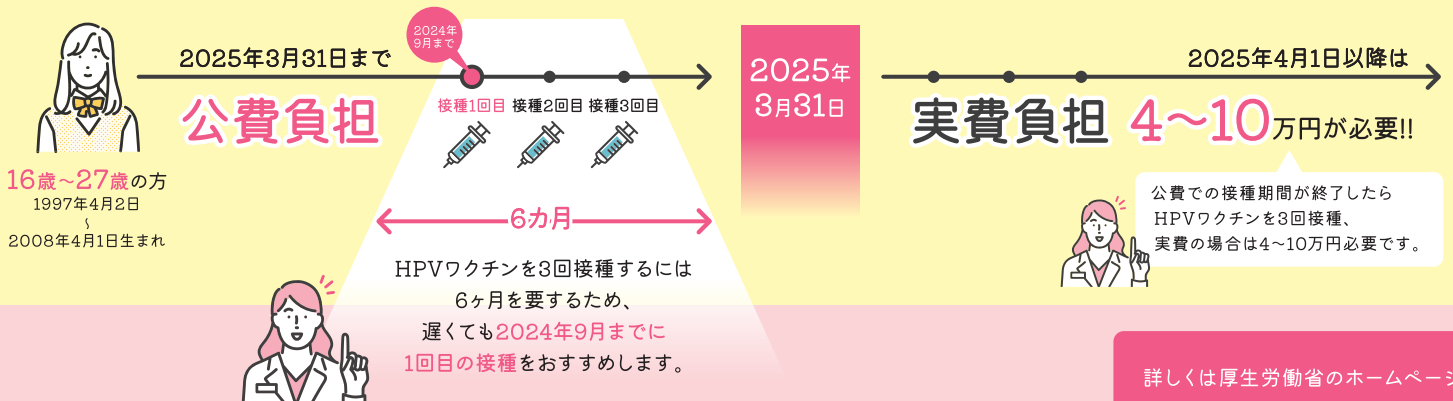 2024年
9月まで
2025年3月31日まで
公費負担
接種1回目 接種2回目 接種3回目
16歳～27歳の方
1997年4月2日
～
2008年4月1日生まれ
6カ月
HPVワクチンを3回接種するには
6ヶ月を要するため、
遅くても2024年9月までに
1回目の接種をおすすめします。
2025年
3月31日
2025年4月1日以降は
実費負担 4～10万円が必要!!
公費での接種期間が終了したら
HPVワクチンを3回接種、
実費の場合は4～10万円必要です。
詳しくは厚生労働省のホームページ